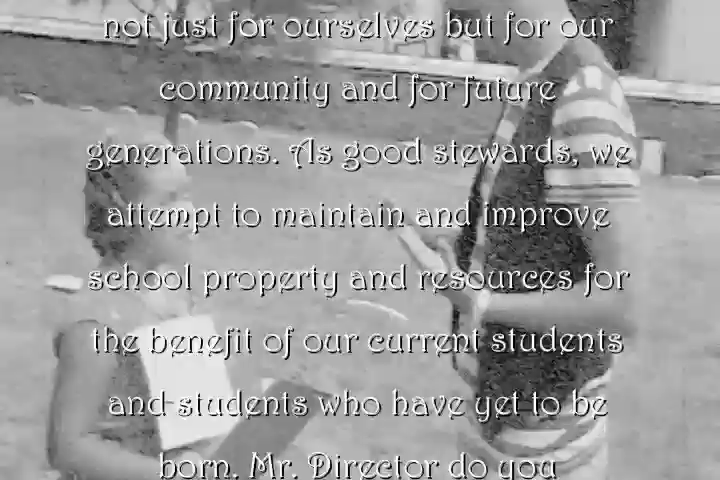 not just for ourselves but for our
community and for future
generations. As good stewards, we
attempt to maintain and improve
school property and resources for
the benefit of our current students
and students who have yet to be
born. Mr. Director do you